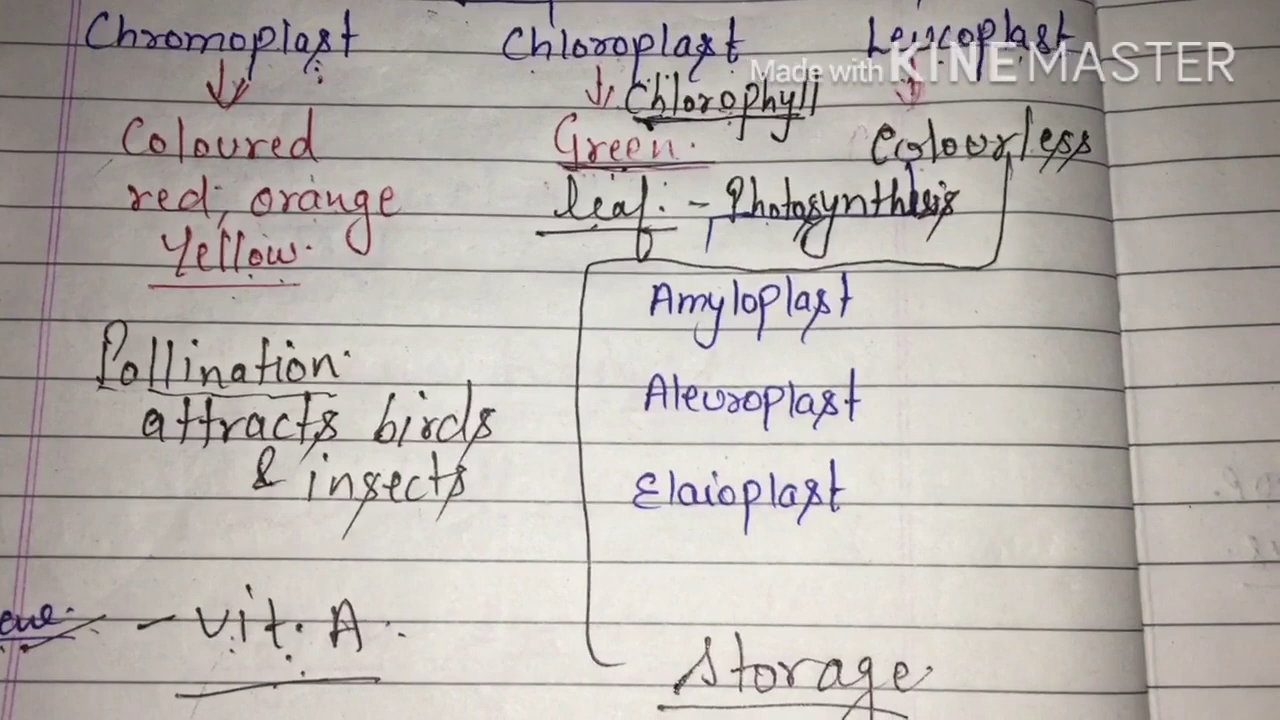 Chromoplast Chloroplast Leucoplast
Made with KINEMASTER
Chlorophyll
Coloured Green. Colourless
red, orange leaf. - Photosynthesis
Yellow.
Amyloplast
Pollination.
attracts birds Aleuroplast
& insects Elaioplast
- Vit. A.
Storage